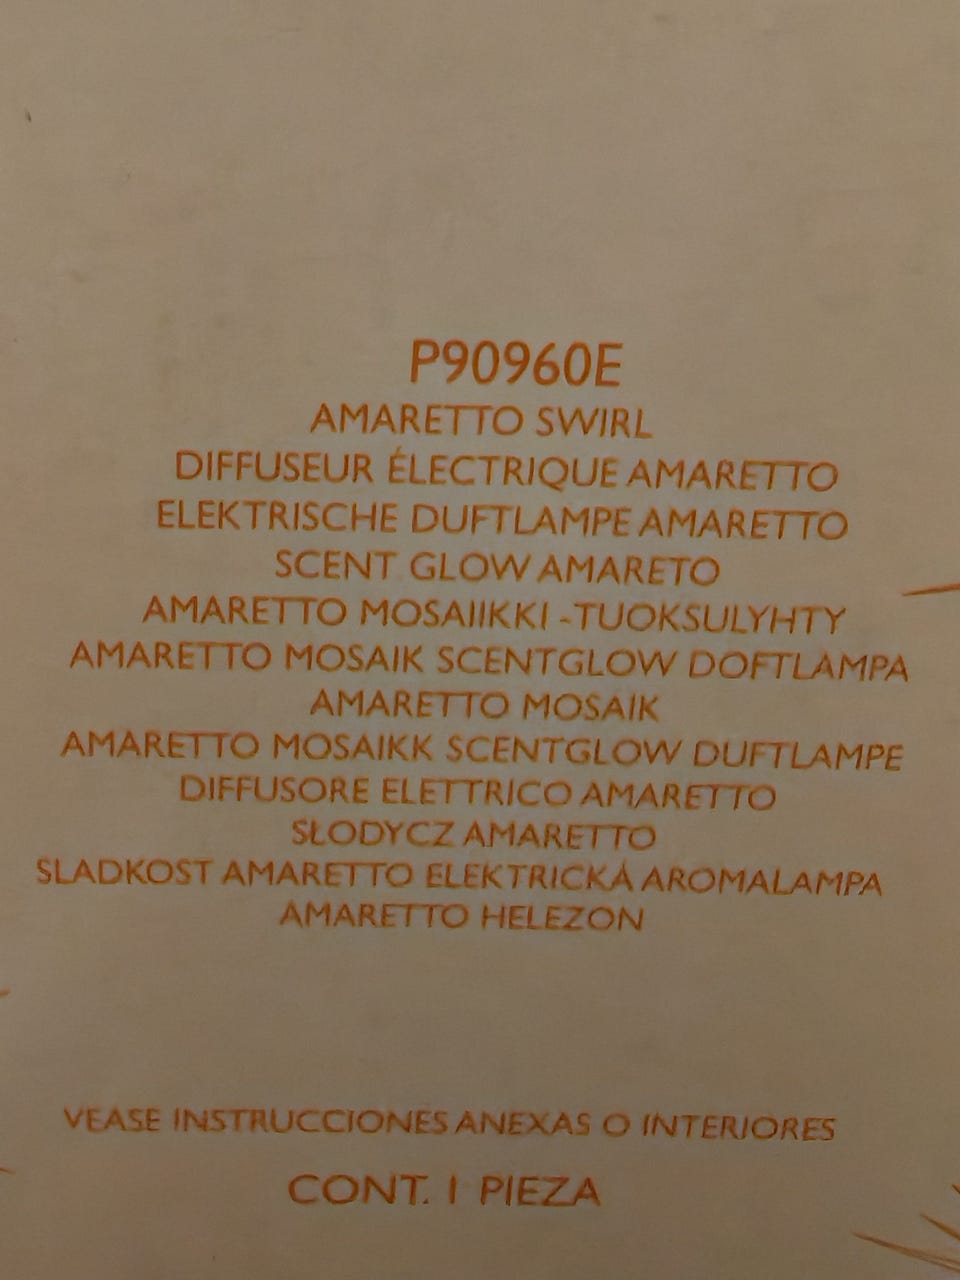 P90960E
AMARETTO SWIRL
DIFFUSEUR ÉLECTRIQUE AMARETTO
ELEKTRISCHE DUFTLAMPE AMARETTO
SCENT GLOW AMARETO
AMARETTO MOSAIIKKI -TUOKSULYHTY
AMARETTO MOSAIK SCENTGLOW DOFTLAMPA
AMARETTO MOSAIK
AMARETTO MOSAIKK SCENTGLOW DUFTLAMPE
DIFFUSORE ELETTRICO AMARETTO
SŁODYCZ AMARETTO
SLADKOST AMARETTO ELEKTRICKÁ AROMALAMPA
AMARETTO HELEZON
VEASE INSTRUCCIONES ANEXAS O INTERIORES
CONT. 1 PIEZA